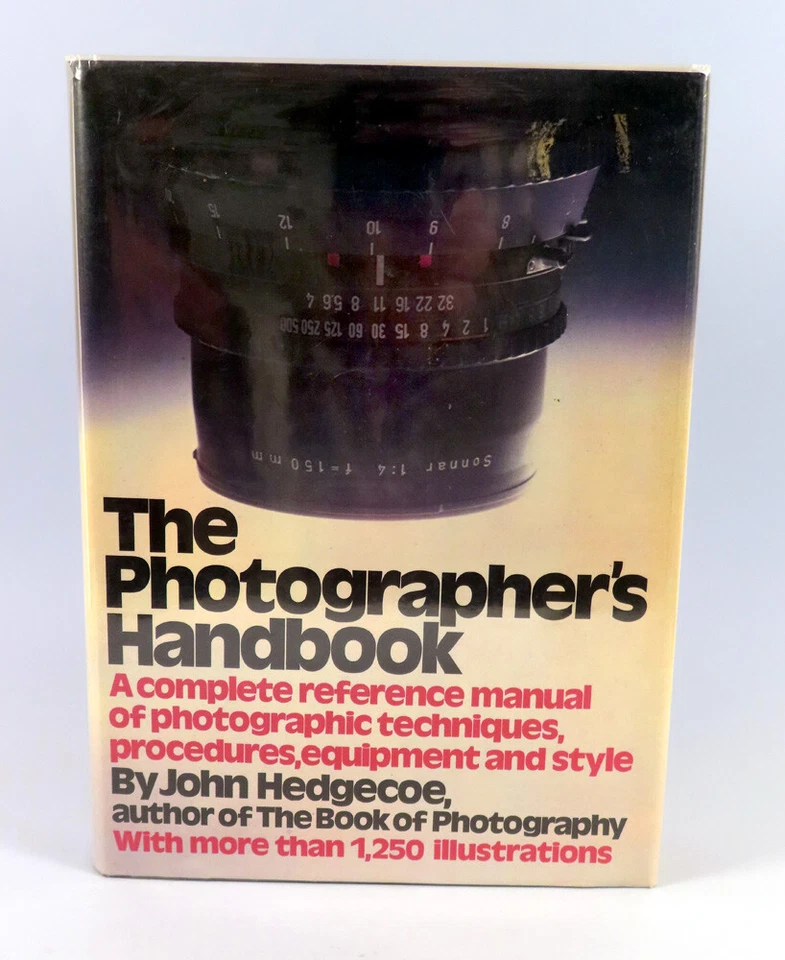 15 12 10 9 8
4 5.6 8 11 16 22 32
500 250 125 60 30 15 8 4 2 1
Sonnar 1:4 f=150mm
The
Photographer's
Handbook
A complete reference manual
of photographic techniques,
procedures,equipment and style
By John Hedgecoe,
author of The Book of Photography
With more than 1,250 illustrations